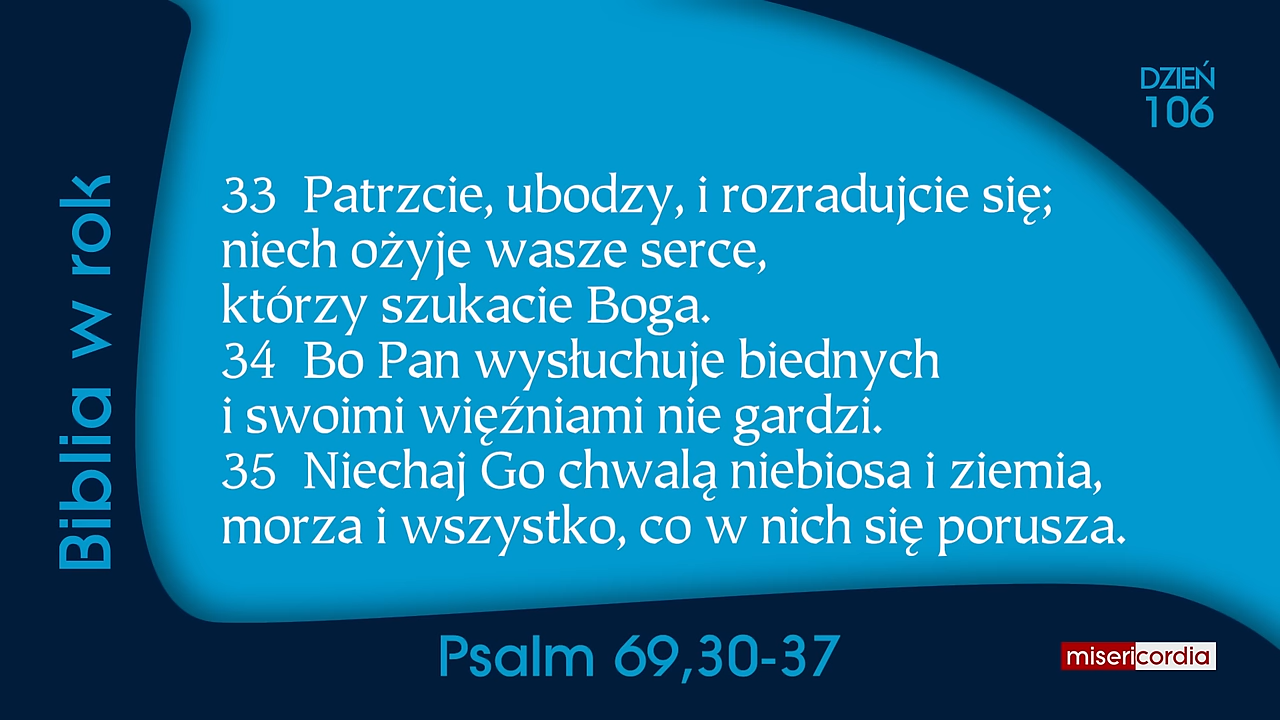 DZIEŃ
106
Biblia w rok
33 Patrzcie, ubodzy, i rozradujcie się;
niech ożyje wasze serce,
którzy szukacie Boga.
34 Bo Pan wysłuchuje biednych
i swoimi więźniami nie gardzi.
35 Niechaj Go chwalą niebiosa i ziemia,
morza i wszystko, co w nich się porusza.
Psalm 69,30-37
misericordia